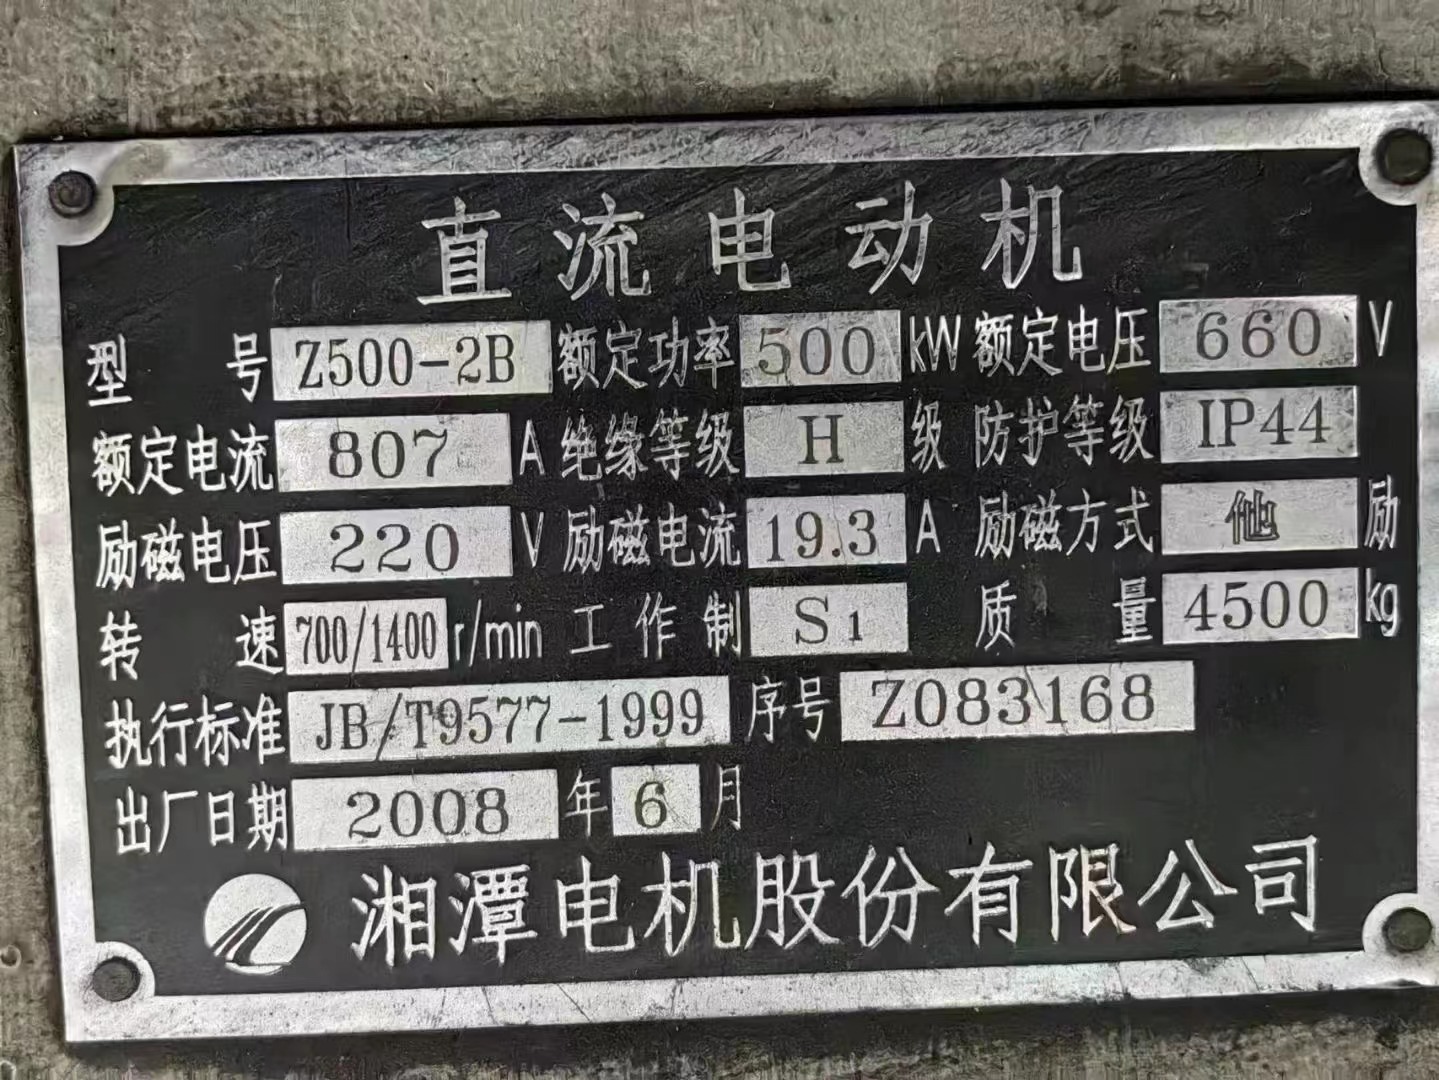 直流电动机
型号 Z500-2B 额定功率 500 kW 额定电压 660 V
额定电流 807 A 绝缘等级 H 级 防护等级 IP44
励磁电压 220 V 励磁电流 19.3 A 励磁方式 他 励
转速 700/1400 r/min 工作制 S1 质量 4500 kg
执行标准 JB/T9577-1999 序号 Z083168
出厂日期 2008 年 6 月
湘潭电机股份有限公司